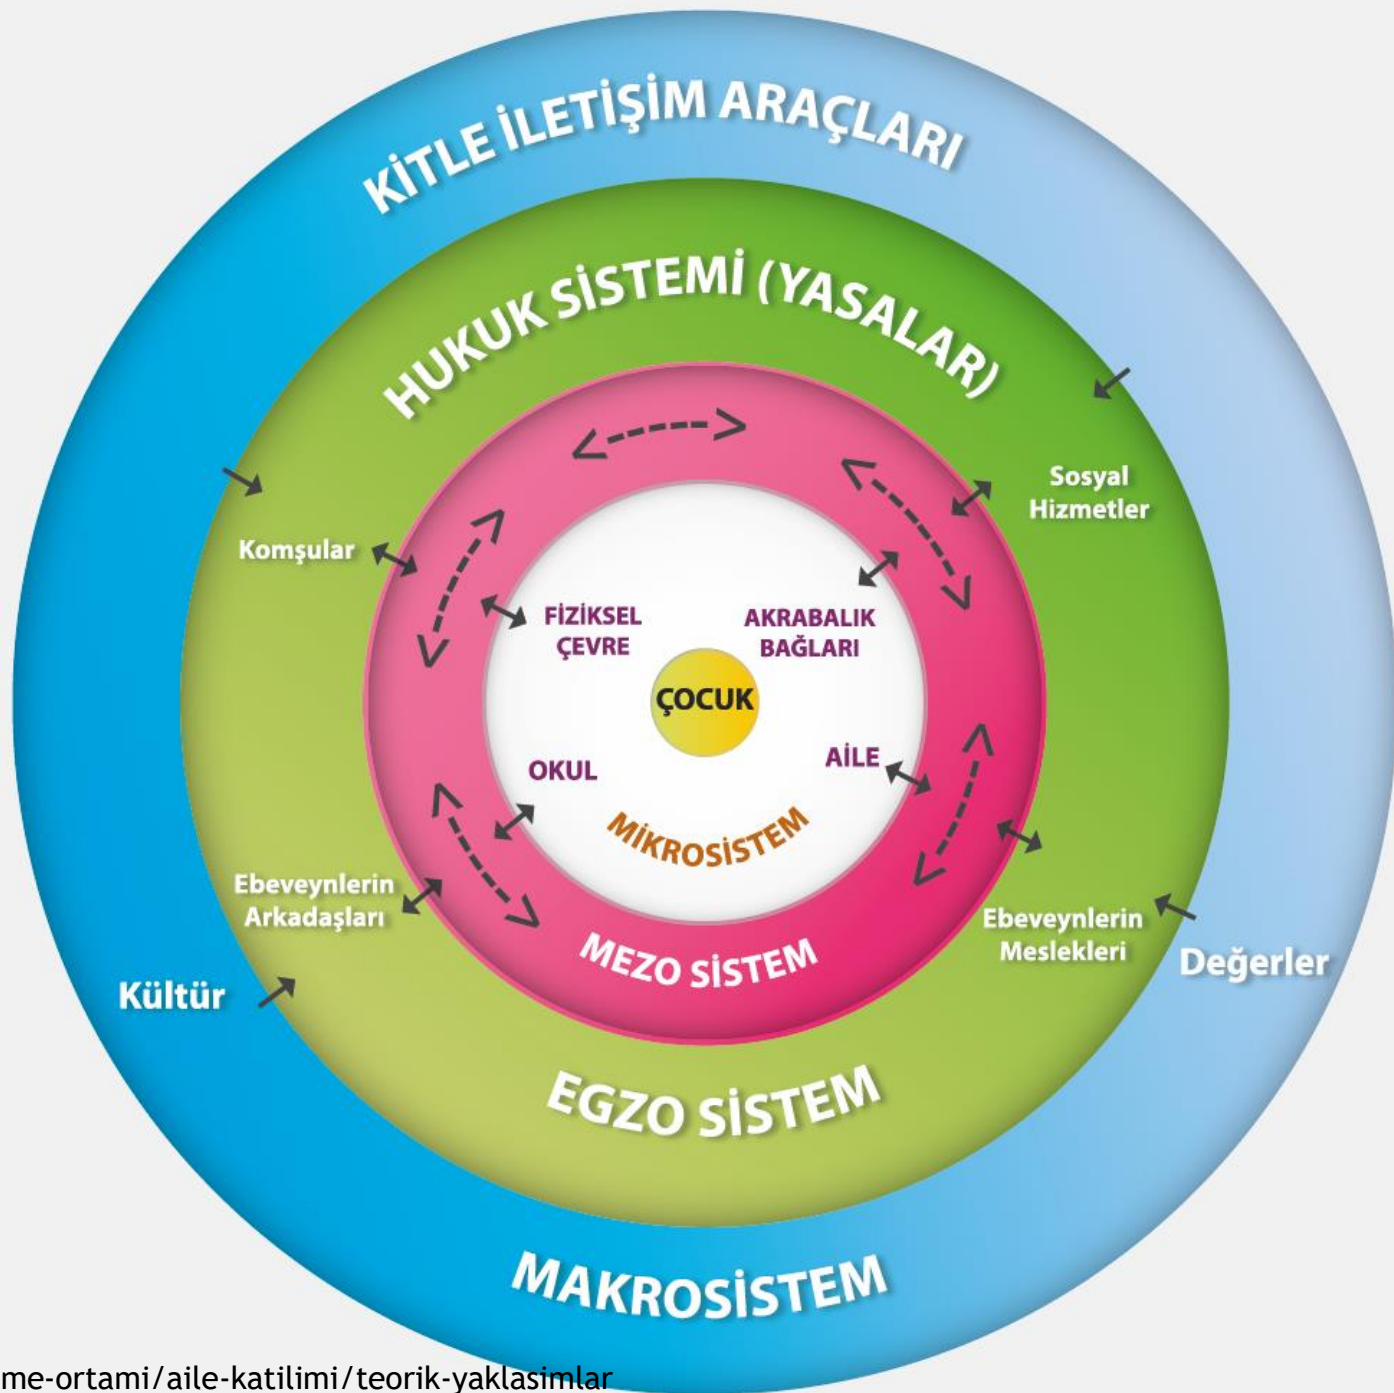 KİTLE İLETİŞİM ARAÇLARI
HUKUK SİSTEMİ (YASALAR)
Sosyal
Hizmetler
Komşular
FİZİKSEL
ÇEVRE
AKRABALIK
BAĞLARI
ÇOCUK
OKUL
AİLE
MİKROSİSTEM
Ebeveynlerin
Arkadaşları
Ebeveynlerin
Meslekleri
MEZO SİSTEM
Değerler
Kültür
EGZO SİSTEM
MAKROSİSTEM
me-ortami/aile-katilimi/teorik-yaklasimlar